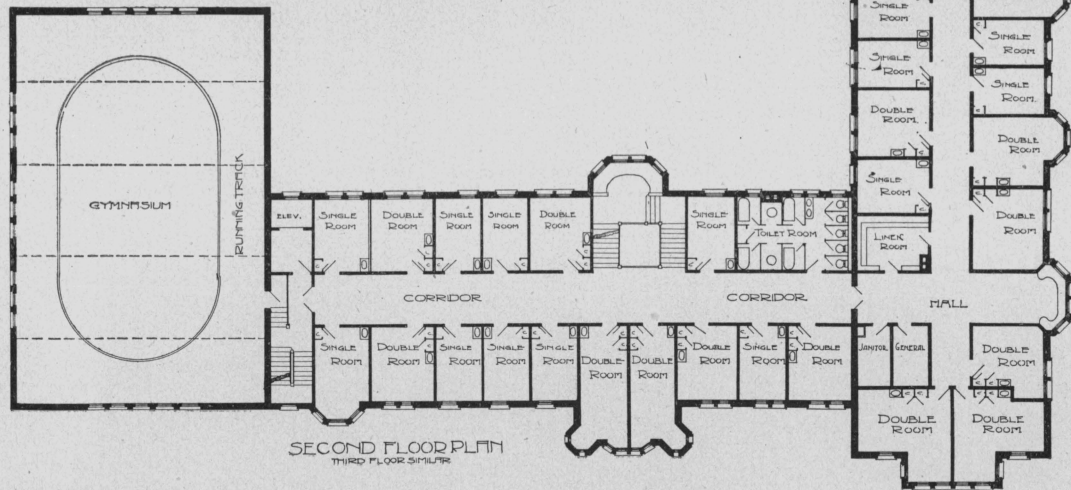 SINGLE
ROOM
SINGLE
ROOM
SINGLE
ROOM
SINGLE
ROOM.
DOUBLE
ROOM.
DOUBLE
ROOM
SINGLE
ROOM
DOUBLE
ROOM
LINEN
ROOM
GYMNASIUM
RUNNING TRACK
ELEV.
SINGLE
ROOM
DOUBLE
ROOM
SINGLE
ROOM
SINGLE
ROOM
DOUBLE
ROOM
SINGLE
ROOM
TOILET ROOM
CORRIDOR
CORRIDOR
HALL
SINGLE
ROOM
DOUBLE
ROOM
SINGLE
ROOM
SINGLE
ROOM
SINGLE
ROOM
DOUBLE
ROOM
DOUBLE
ROOM
DOUBLE
ROOM
SINGLE
ROOM
DOUBLE
ROOM
JANITOR
GENERAL
DOUBLE
ROOM
DOUBLE
ROOM
DOUBLE
ROOM
SECOND FLOOR PLAN
THIRD FLOOR SIMILAR